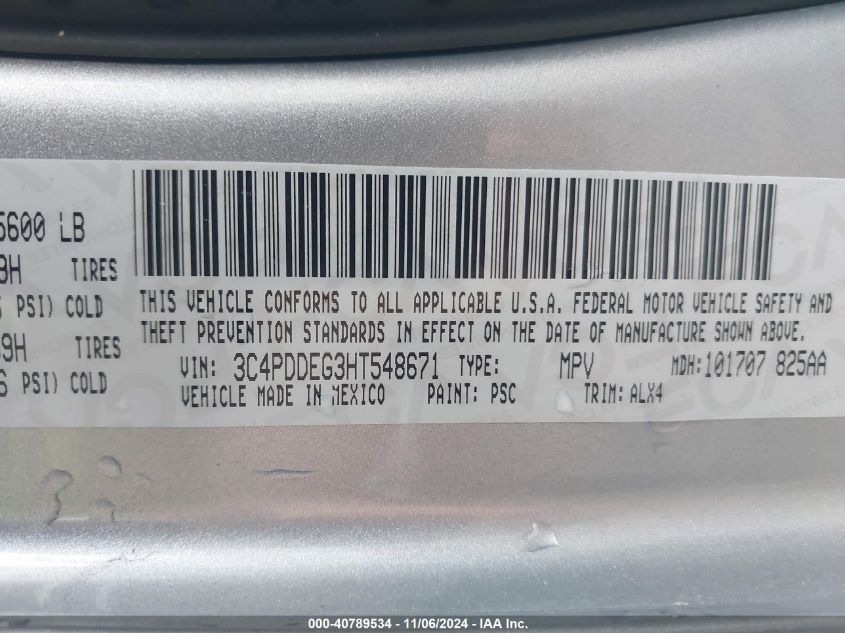 5600 LB
9H TIRES
PSI) COLD
9H TIRES
PSI) COLD
THIS VEHICLE CONFORMS TO ALL APPLICABLE U.S.A. FEDERAL MOTOR VEHICLE SAFETY AND
THEFT PREVENTION STANDARDS IN EFFECT ON THE DATE OF MANUFACTURE SHOWN ABOVE.
VIN: 3C4PDDEG3HT548671 TYPE: MPV MDH:101707 825AA
VEHICLE MADE IN MEXICO PAINT: PSC TRIM: ALX4
000-40789534 - 11/06/2024 - IAA Inc.